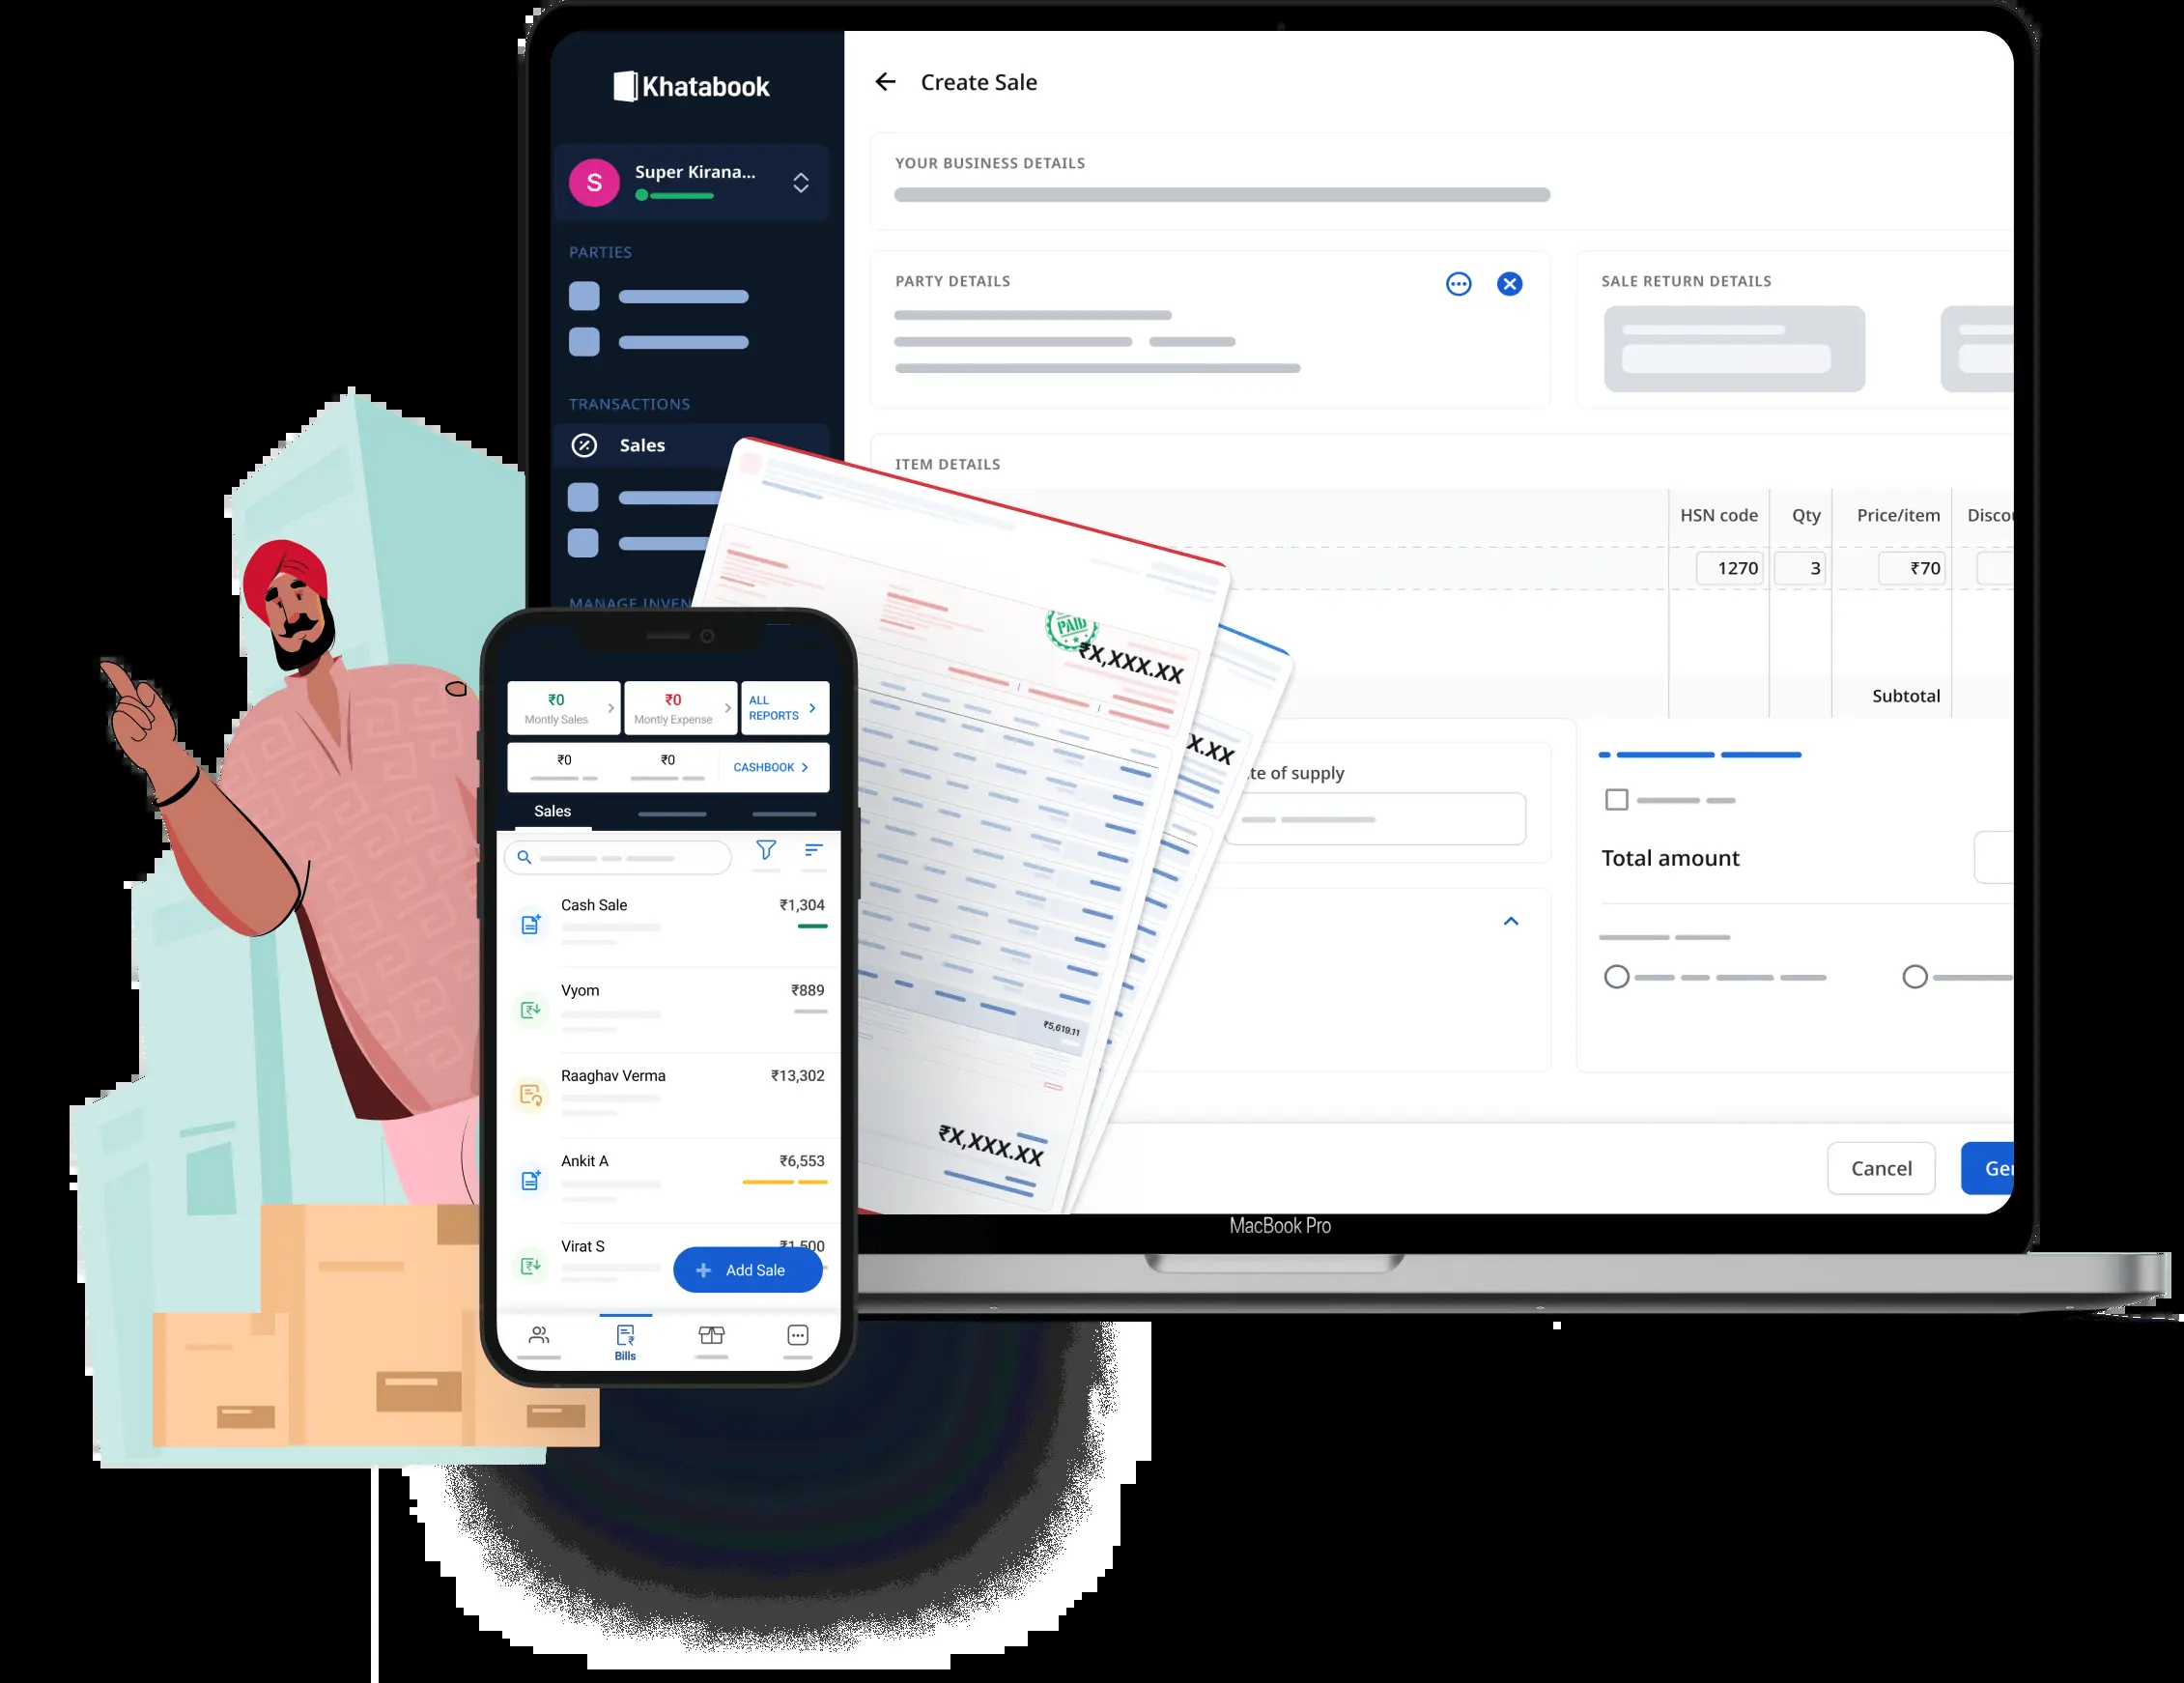 Khatabook
S
Super Kirana...
PARTIES
TRANSACTIONS
Sales
MANAGE INVEN
Create Sale
YOUR BUSINESS DETAILS
PARTY DETAILS
SALE RETURN DETAILS
ITEM DETAILS
HSN code Qty Price/item Discou
1270 3 ₹70
Subtotal
te of supply
Total amount
Cancel Ge
MacBook Pro
PAID
₹X,XXX.XX
X.XX
₹5,619.11
₹X,XXX.XX
₹0 ₹0 ALL
Montly Sales Montly Expense REPORTS
₹0 ₹0 CASHBOOK
Sales
Cash Sale ₹1,304
Vyom ₹889
Raaghav Verma ₹13,302
Ankit A ₹6,553
Virat S ₹1,500
+ Add Sale
Bills